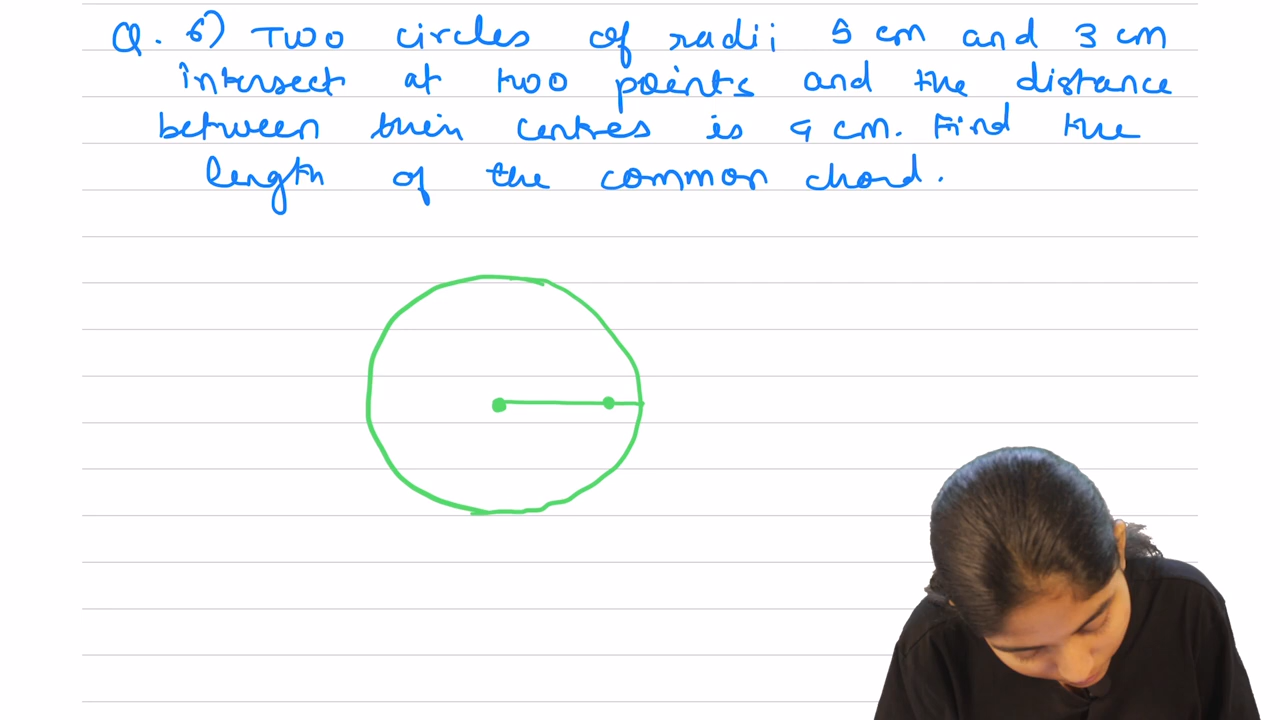 Q. 6) Two circles of radii 5 cm and 3 cm
intersect at two points and the distance
between their centres is 4 cm. Find the
length of the common chord.